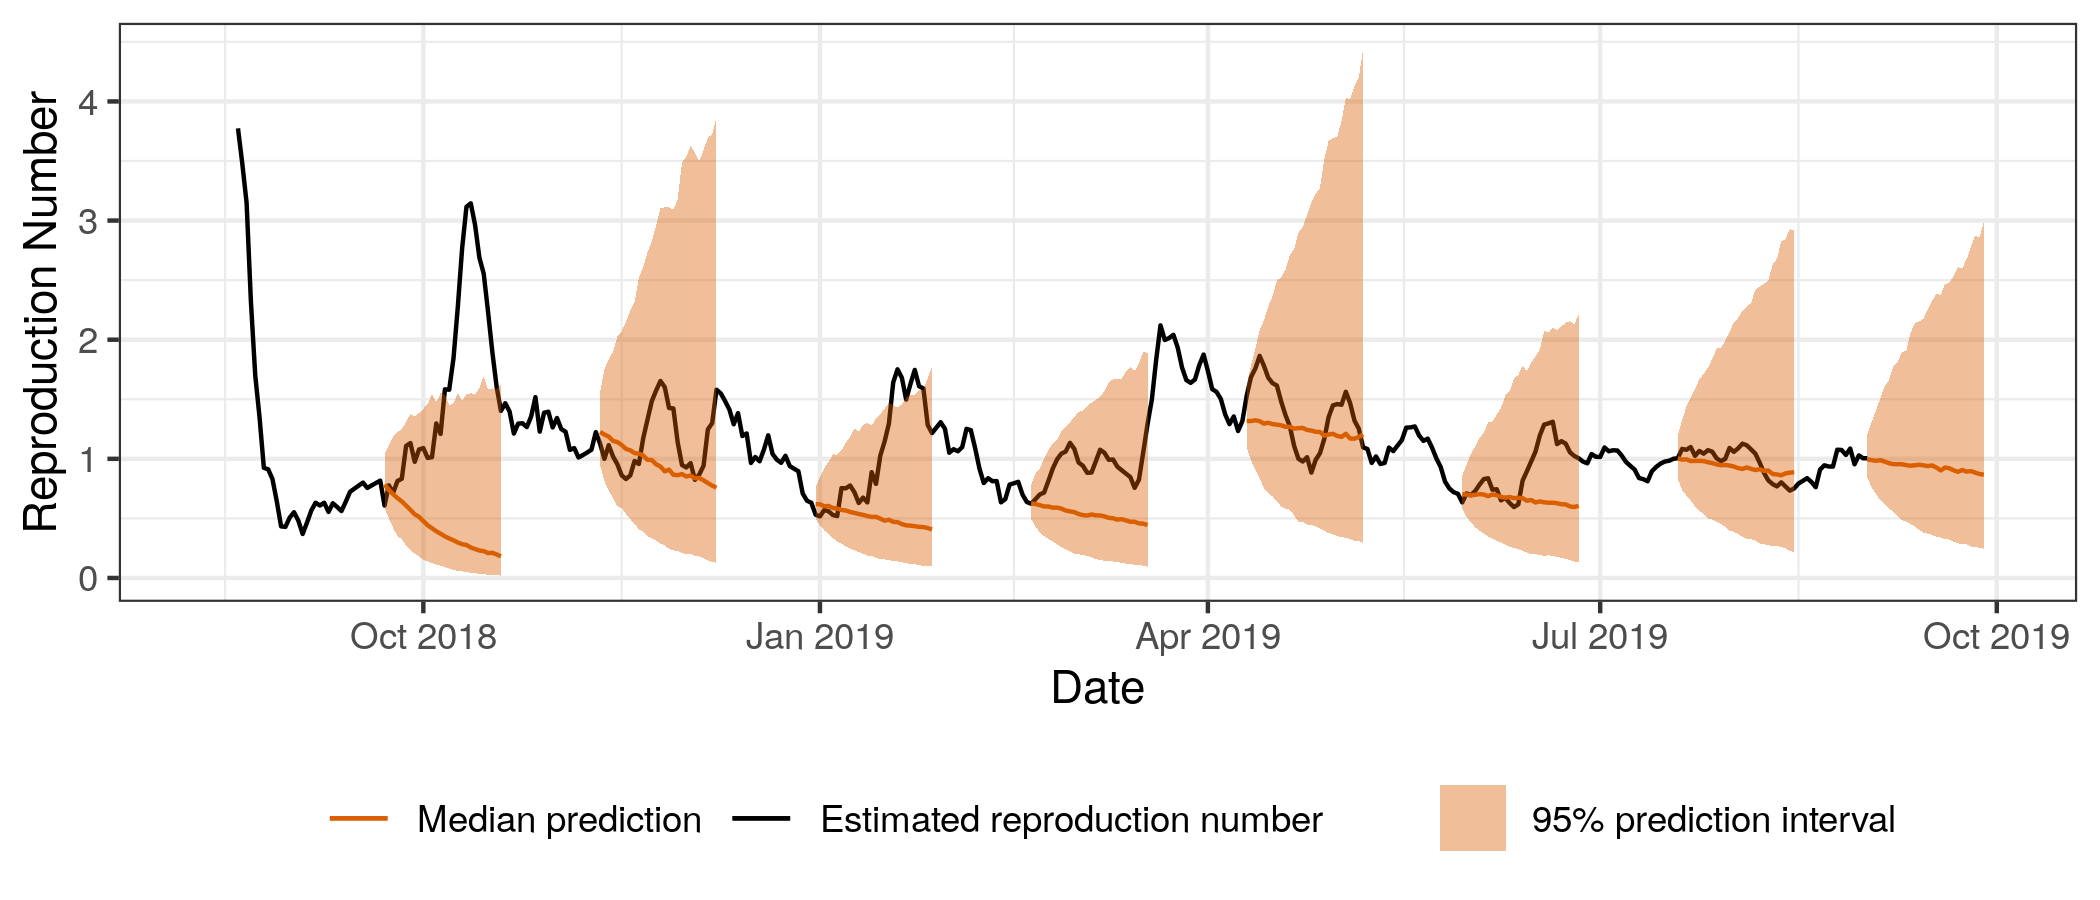 Reproduction Number
4
3
2
1
0
Oct 2018
Jan 2019
Apr 2019
Jul 2019
Oct 2019
Date
Median prediction
Estimated reproduction number
95% prediction interval